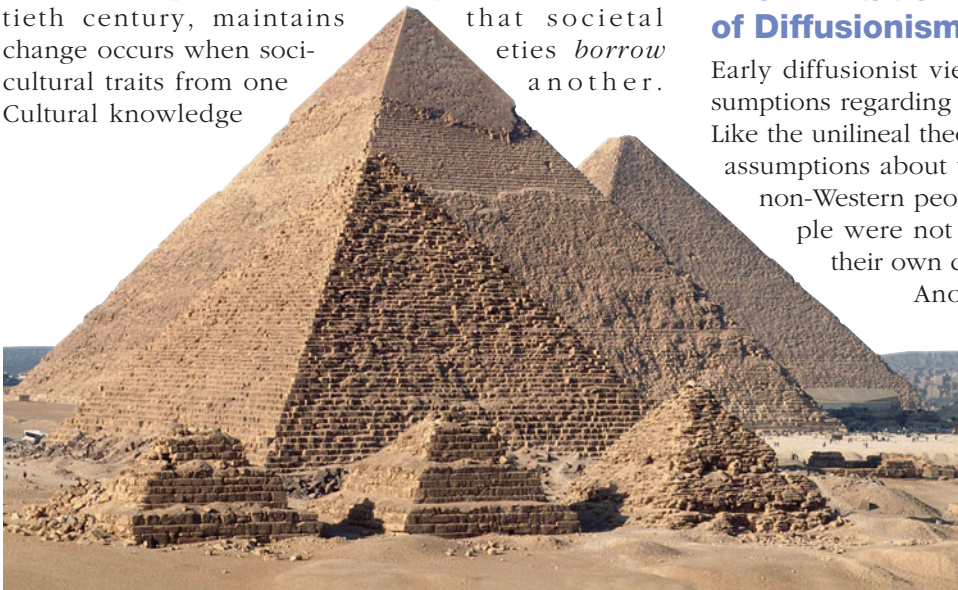 tieth century, maintains that societal
change occurs when soci- eties borrow
cultural traits from one another.
Cultural knowledge
of Diffusionism
Early diffusionist vie
sumptions regarding
Like the unilineal the
assumptions about
non-Western peo
ple were not
their own
Ano